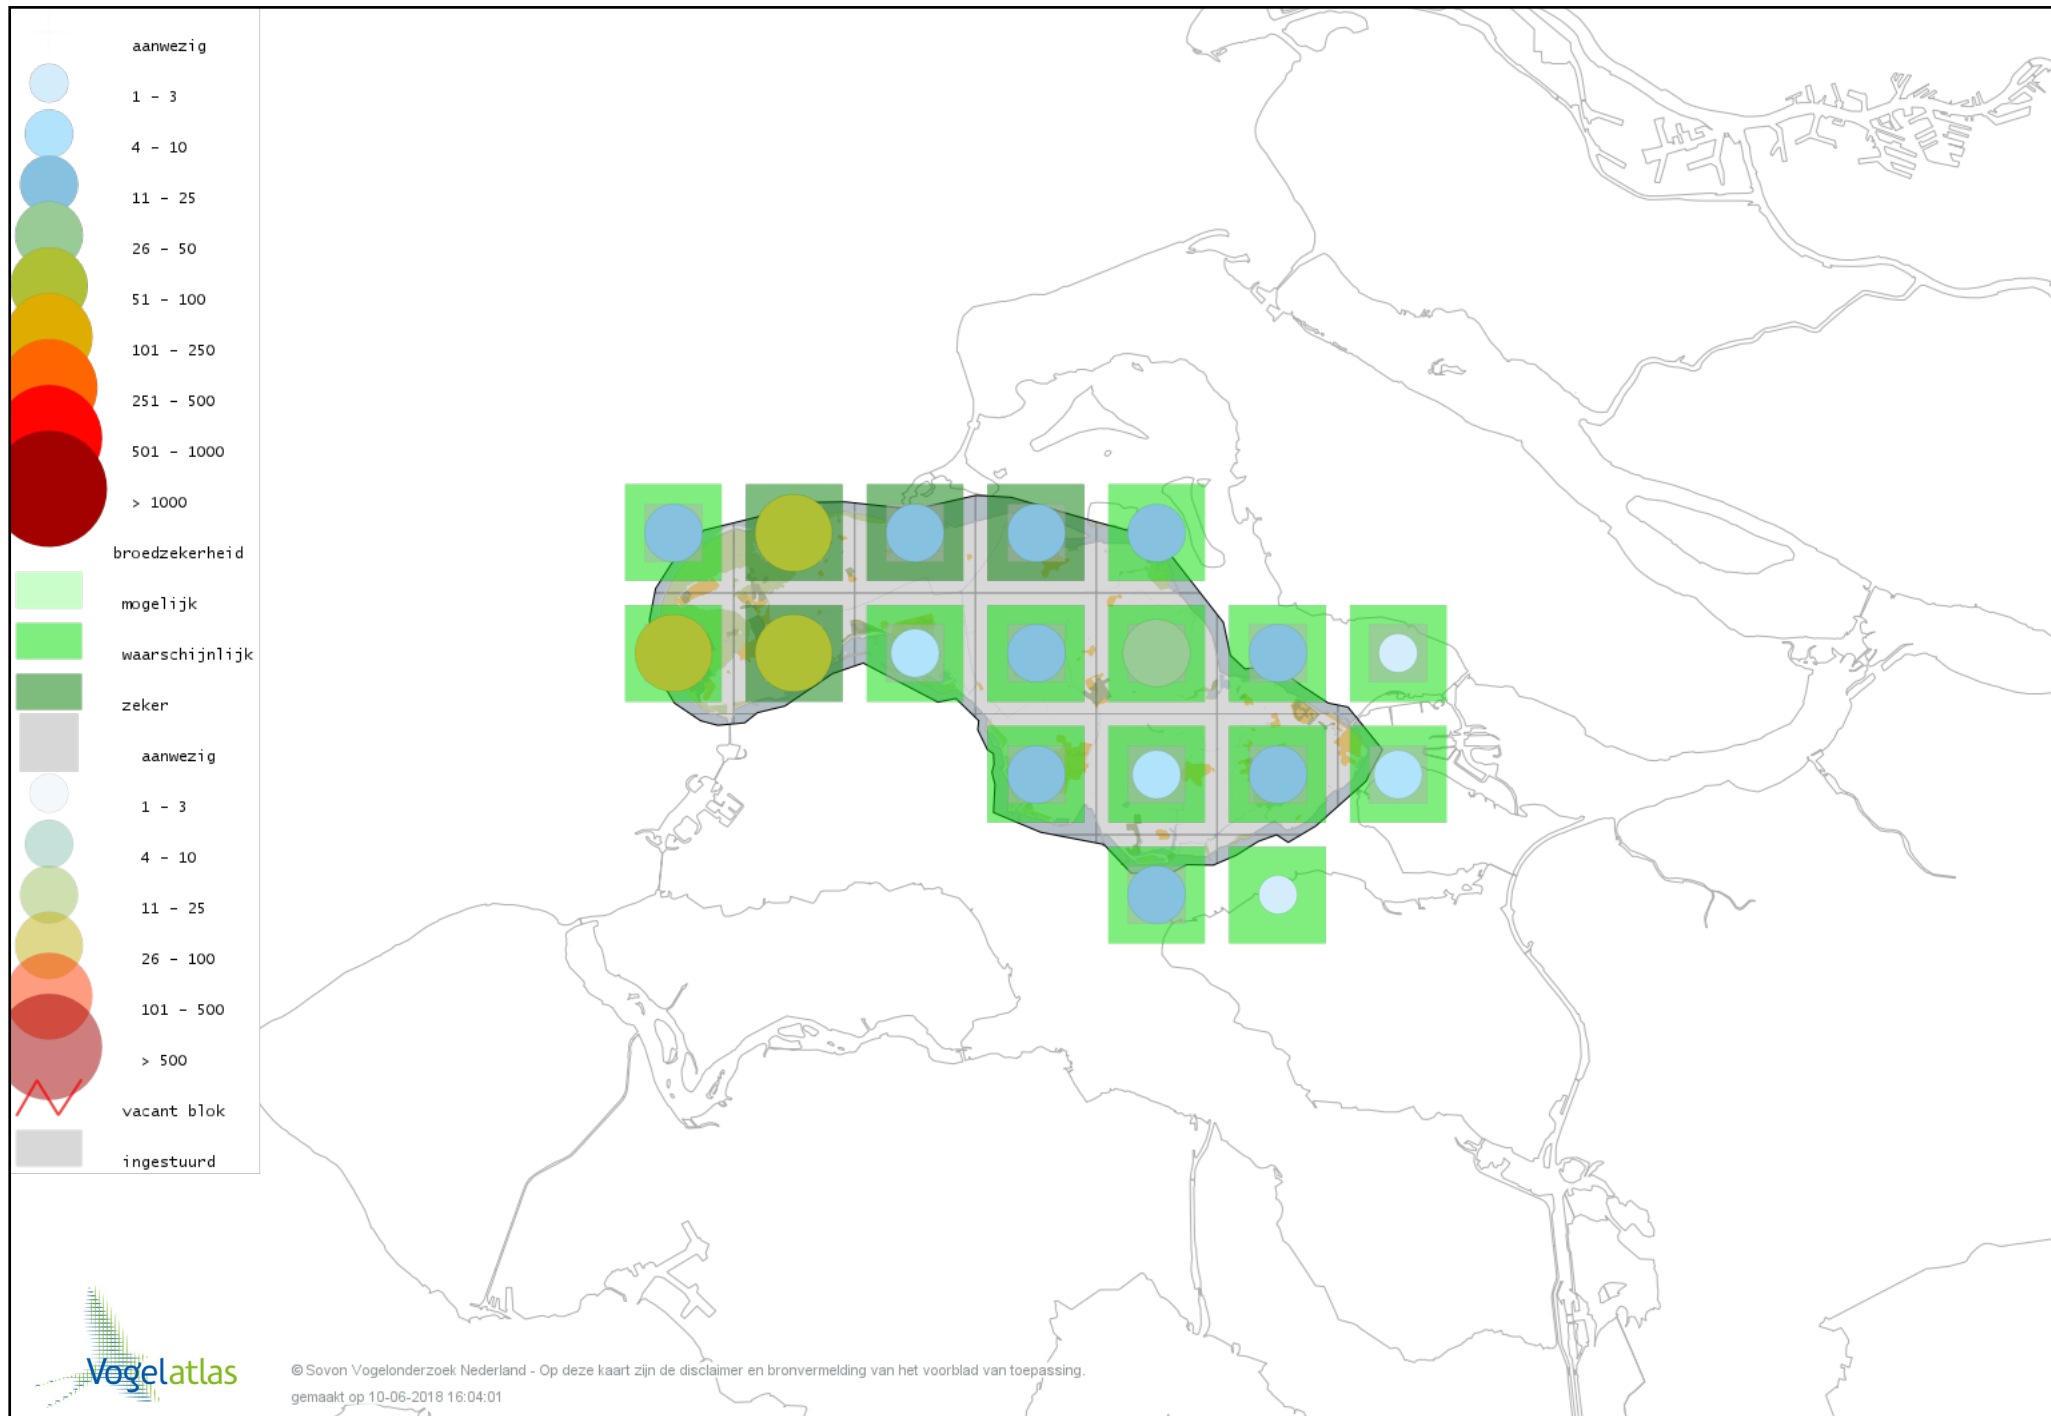 aanwezig
1 - 3
4 - 10
11 - 25
26 - 50
51 - 100
101 - 250
251 - 500
501 - 1000
> 1000
broedzekerheid
mogelijk
waarschijnlijk
zeker
aanwezig
1 - 3
4 - 10
11 - 25
26 - 100
101 - 500
> 500
vacant blok
ingestuurd
Vogelatlas
© Sovon Vogelonderzoek Nederland - Op deze kaart zijn de disclaimer en bronvermelding van het voorblad van toepassing.
gemaakt op 10-06-2018 16:04:01